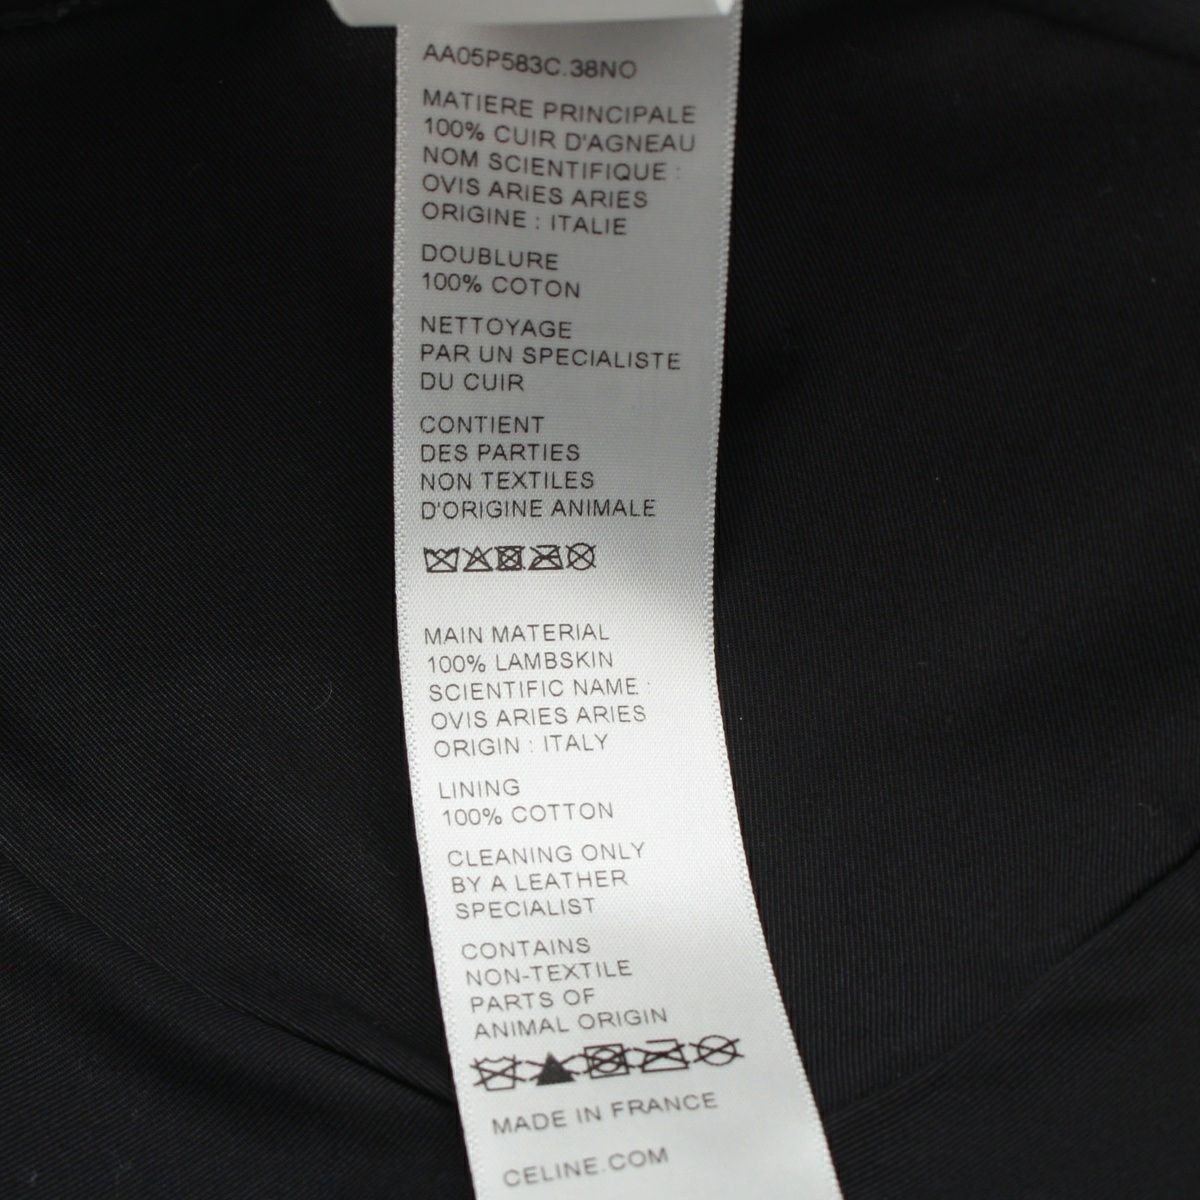 AA05P583C.38NO
MATIERE PRINCIPALE
100% CUIR D'AGNEAU
NOM SCIENTIFIQUE :
OVIS ARIES ARIES
ORIGINE : ITALIE
DOUBLURE
100% COTON
NETTOYAGE
PAR UN SPECIALISTE
DU CUIR
CONTIENT
DES PARTIES
NON TEXTILES
D'ORIGINE ANIMALE
MAIN MATERIAL
100% LAMBSKIN
SCIENTIFIC NAME :
OVIS ARIES ARIES
ORIGIN : ITALY
LINING
100% COTTON
CLEANING ONLY
BY A LEATHER
SPECIALIST
CONTAINS
NON-TEXTILE
PARTS OF
ANIMAL ORIGIN
MADE IN FRANCE
CELINE.COM